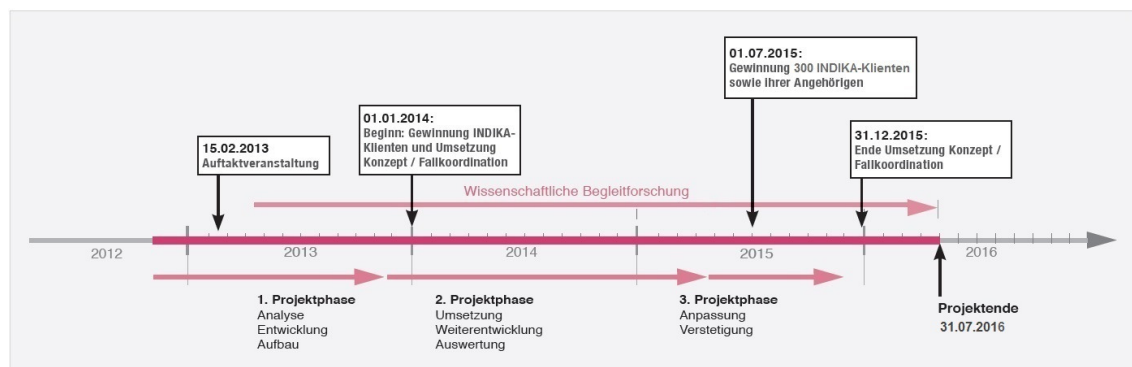 01.07.2015:
Gewinnung 300 INDIKA-Klienten
sowie ihrer Angehörigen
01.01.2014:
Beginn: Gewinnung INDIKA-
Klienten und Umsetzung
Konzept / Fallkoordination
15.02.2013
Auftaktveranstaltung
31.12.2015:
Ende Umsetzung Konzept /
Fallkoordination
Wissenschaftliche Begleitforschung
2012
2013
2014
2015
2016
1. Projektphase
Analyse
Entwicklung
Aufbau
2. Projektphase
Umsetzung
Weiterentwicklung
Auswertung
3. Projektphase
Anpassung
Verstetigung
Projektende
31.07.2016